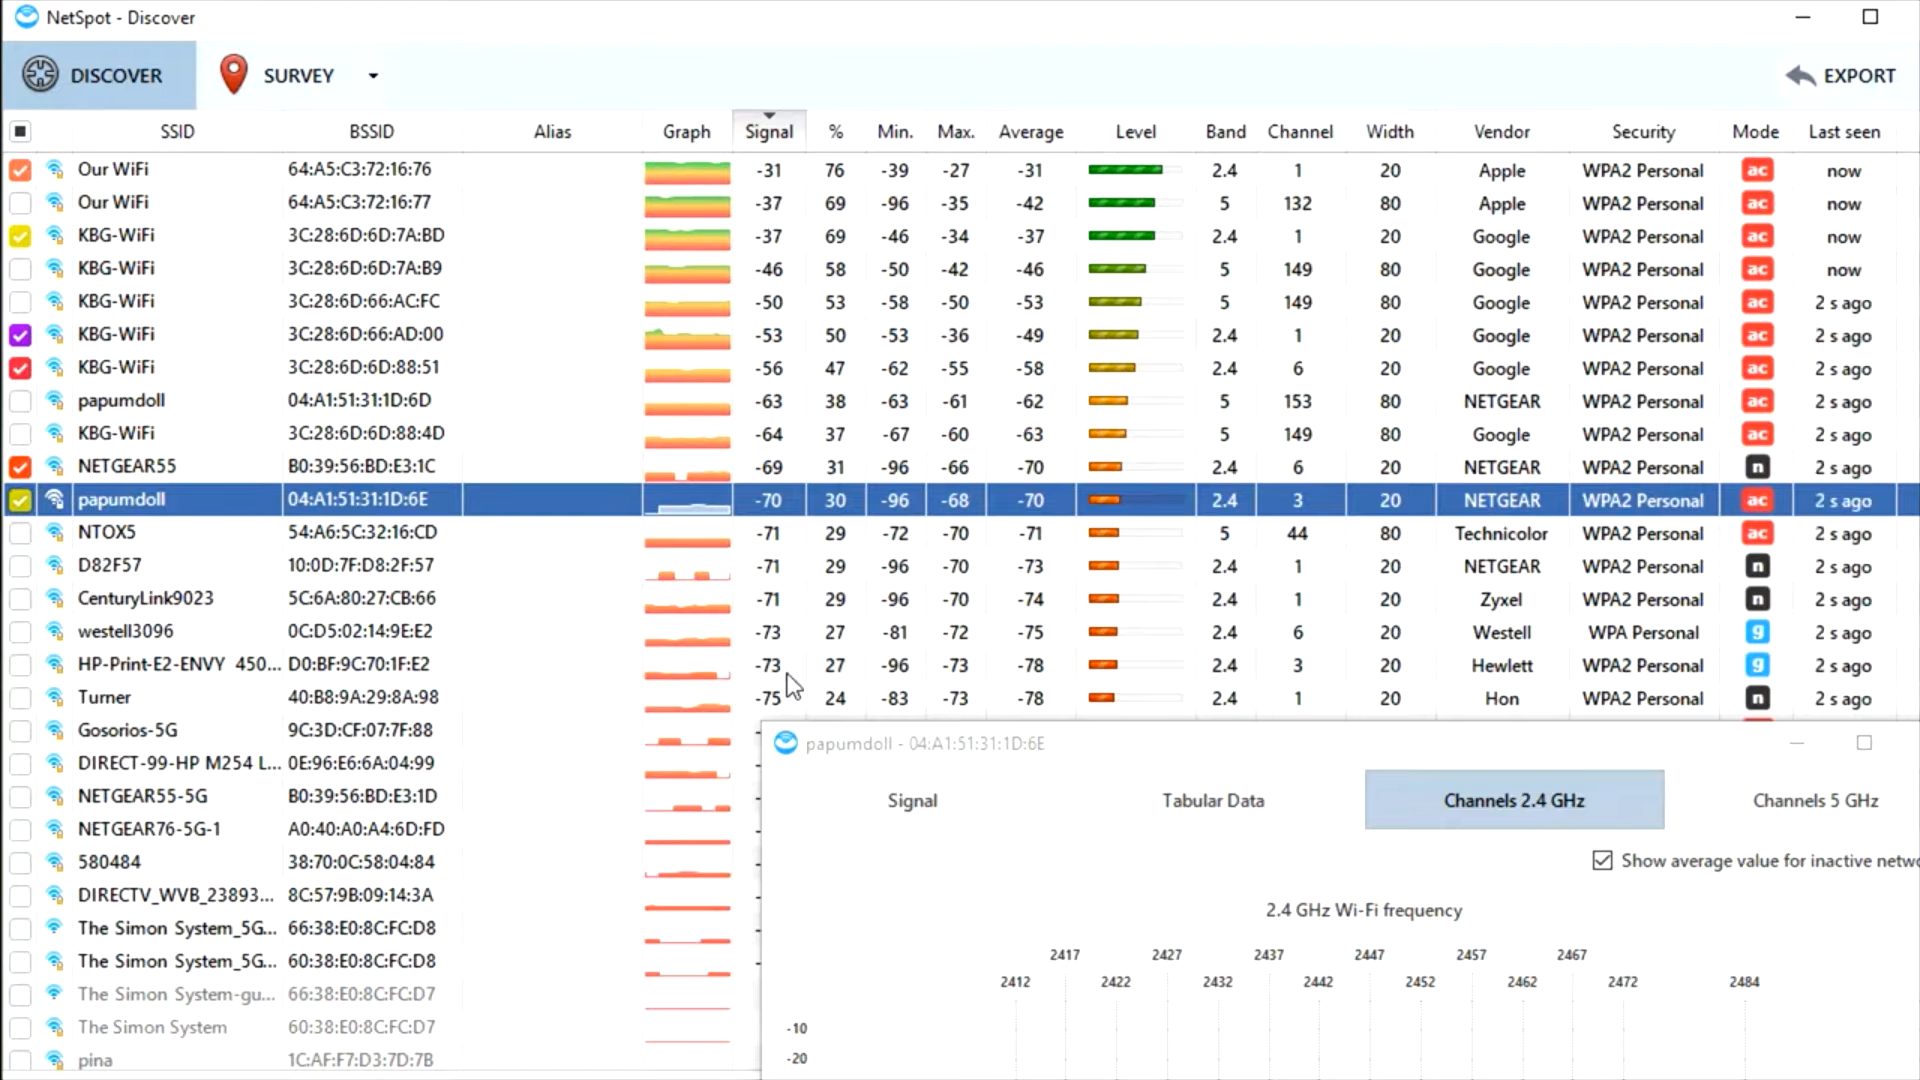 NetSpot - Discover
DISCOVER SURVEY EXPORT
SSID BSSID Alias Graph Signal % Min. Max. Average Level Band Channel Width Vendor Security Mode Last seen
Our WiFi 64:A5:C3:72:16:76 -31 76 -39 -27 -31 2.4 1 20 Apple WPA2 Personal ac now
Our WiFi 64:A5:C3:72:16:77 -37 69 -96 -35 -42 5 132 80 Apple WPA2 Personal ac now
KBG-WiFi 3C:28:6D:6D:7A:BD -37 69 -46 -34 -37 2.4 1 20 Google WPA2 Personal ac now
KBG-WiFi 3C:28:6D:6D:7A:B9 -46 58 -50 -42 -46 5 149 80 Google WPA2 Personal ac now
KBG-WiFi 3C:28:6D:66:AC:FC -50 53 -58 -50 -53 5 149 80 Google WPA2 Personal ac 2 s ago
KBG-WiFi 3C:28:6D:66:AD:00 -53 50 -53 -36 -49 2.4 1 20 Google WPA2 Personal ac 2 s ago
KBG-WiFi 3C:28:6D:6D:88:51 -56 47 -62 -55 -58 2.4 6 20 Google WPA2 Personal ac 2 s ago
papumdoll 04:A1:51:31:1D:6D -63 38 -63 -61 -62 5 153 80 NETGEAR WPA2 Personal ac 2 s ago
KBG-WiFi 3C:28:6D:6D:88:4D -64 37 -67 -60 -63 5 149 80 Google WPA2 Personal ac 2 s ago
NETGEAR55 B0:39:56:BD:E3:1C -69 31 -96 -66 -70 2.4 6 20 NETGEAR WPA2 Personal n 2 s ago
papumdoll 04:A1:51:31:1D:6E -70 30 -96 -68 -70 2.4 3 20 NETGEAR WPA2 Personal ac 2 s ago
NTOX5 54:A6:5C:32:16:CD -71 29 -72 -70 -71 5 44 80 Technicolor WPA2 Personal ac 2 s ago
D82F57 10:0D:7F:D8:2F:57 -71 29 -96 -70 -73 2.4 1 20 NETGEAR WPA2 Personal n 2 s ago
CenturyLink9023 5C:6A:80:27:CB:66 -71 29 -96 -70 -74 2.4 1 20 Zyxel WPA2 Personal n 2 s ago
westell3096 0C:D5:02:14:9E:E2 -73 27 -81 -72 -75 2.4 6 20 Westell WPA Personal g 2 s ago
HP-Print-E2-ENVY 450... D0:BF:9C:70:1F:E2 -73 27 -96 -73 -78 2.4 3 20 Hewlett WPA2 Personal g 2 s ago
Turner 40:B8:9A:29:8A:98 -75 24 -83 -73 -78 2.4 1 20 Hon WPA2 Personal n 2 s ago
Gosorios-5G 9C:3D:CF:07:7F:88
DIRECT-99-HP M254 L... 0E:96:E6:6A:04:99
NETGEAR55-5G B0:39:56:BD:E3:1D
NETGEAR76-5G-1 A0:40:A0:A4:6D:FD
580484 38:70:0C:58:04:84
DIRECTV_WVB_23893... 8C:57:9B:09:14:3A
The Simon System_5G... 66:38:E0:8C:FC:D8
The Simon System_5G... 60:38:E0:8C:FC:D8
The Simon System-gu... 66:38:E0:8C:FC:D7
The Simon System 60:38:E0:8C:FC:D7
pina 1C:AF:F7:D3:7D:7B
papumdoll - 04:A1:51:31:1D:6E
Signal Tabular Data Channels 2.4 GHz Channels 5 GHz
Show average value for inactive
2.4 GHz Wi-Fi frequency
2417 2427 2437 2447 2457 2467
2412 2422 2432 2442 2452 2462 2472 2484
-10
-20